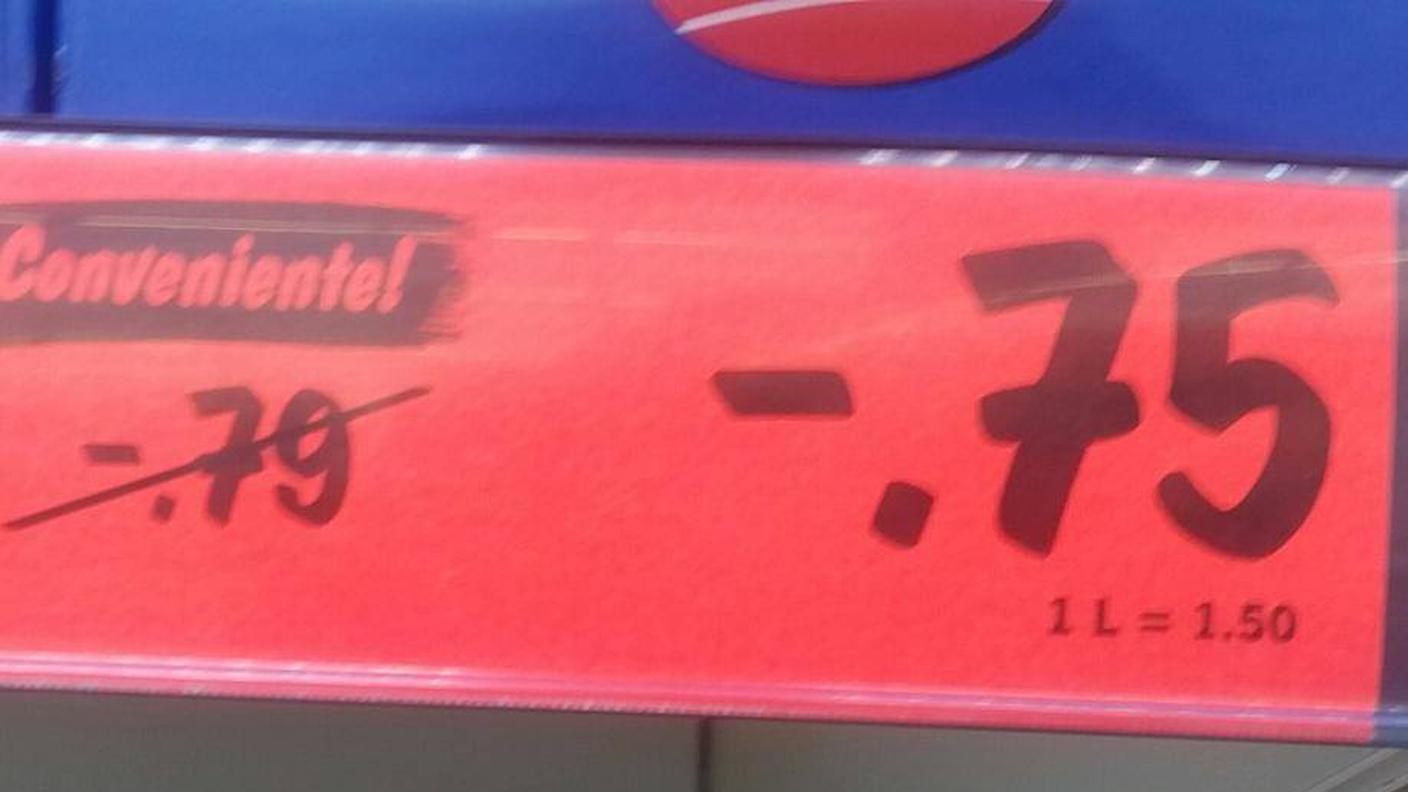 Conveniente!
-.79
-.75
1 L = 1.50